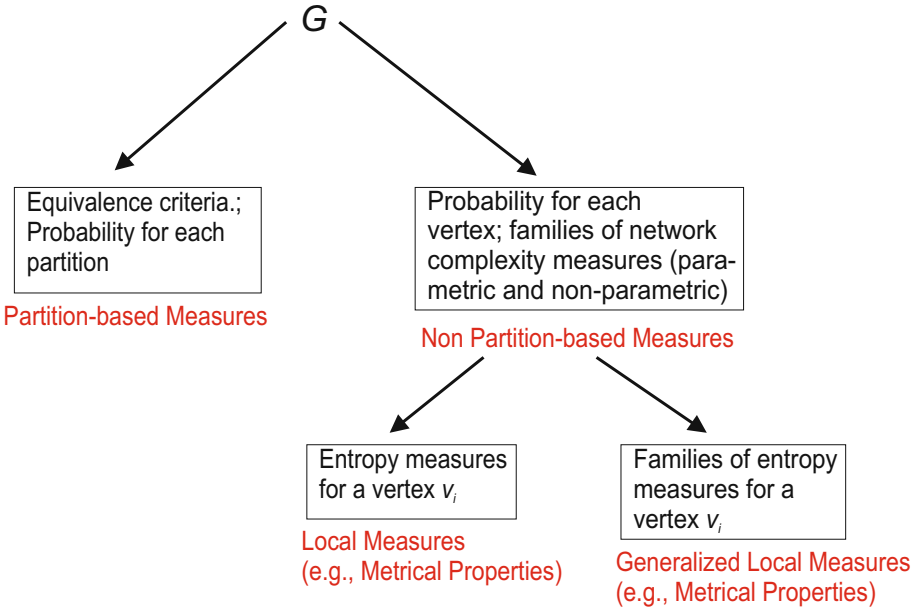 G
Equivalence criteria.;
Probability for each
partition
Partition-based Measures
Probability for each
vertex; families of network
complexity measures (para-
metric and non-parametric)
Non Partition-based Measures
Entropy measures
for a vertex vᵢ
Local Measures
(e.g., Metrical Properties)
Families of entropy
measures for a
vertex vᵢ
Generalized Local Measures
(e.g., Metrical Properties)